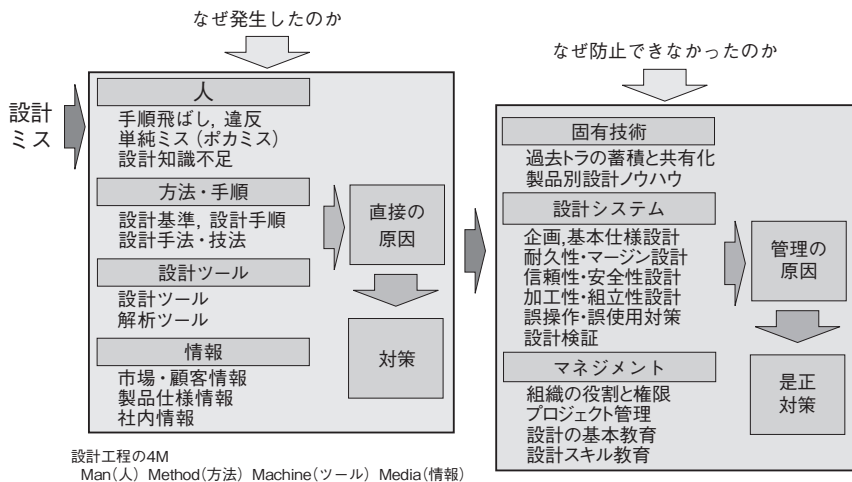 なぜ発生したのか
なぜ防止できなかったのか
設計
ミス
人
手順飛ばし, 違反
単純ミス(ポカミス)
設計知識不足
方法・手順
設計基準, 設計手順
設計手法・技法
設計ツール
設計ツール
解析ツール
情報
市場・顧客情報
製品仕様情報
社内情報
直接の
原因
対策
固有技術
過去トラの蓄積と共有化
製品別設計ノウハウ
設計システム
企画,基本仕様設計
耐久性・マージン設計
信頼性・安全性設計
加工性・組立性設計
誤操作・誤使用対策
設計検証
マネジメント
組織の役割と権限
プロジェクト管理
設計の基本教育
設計スキル教育
管理の
原因
是正
対策
設計工程の4M
Man(人) Method(方法) Machine(ツール) Media(情報)